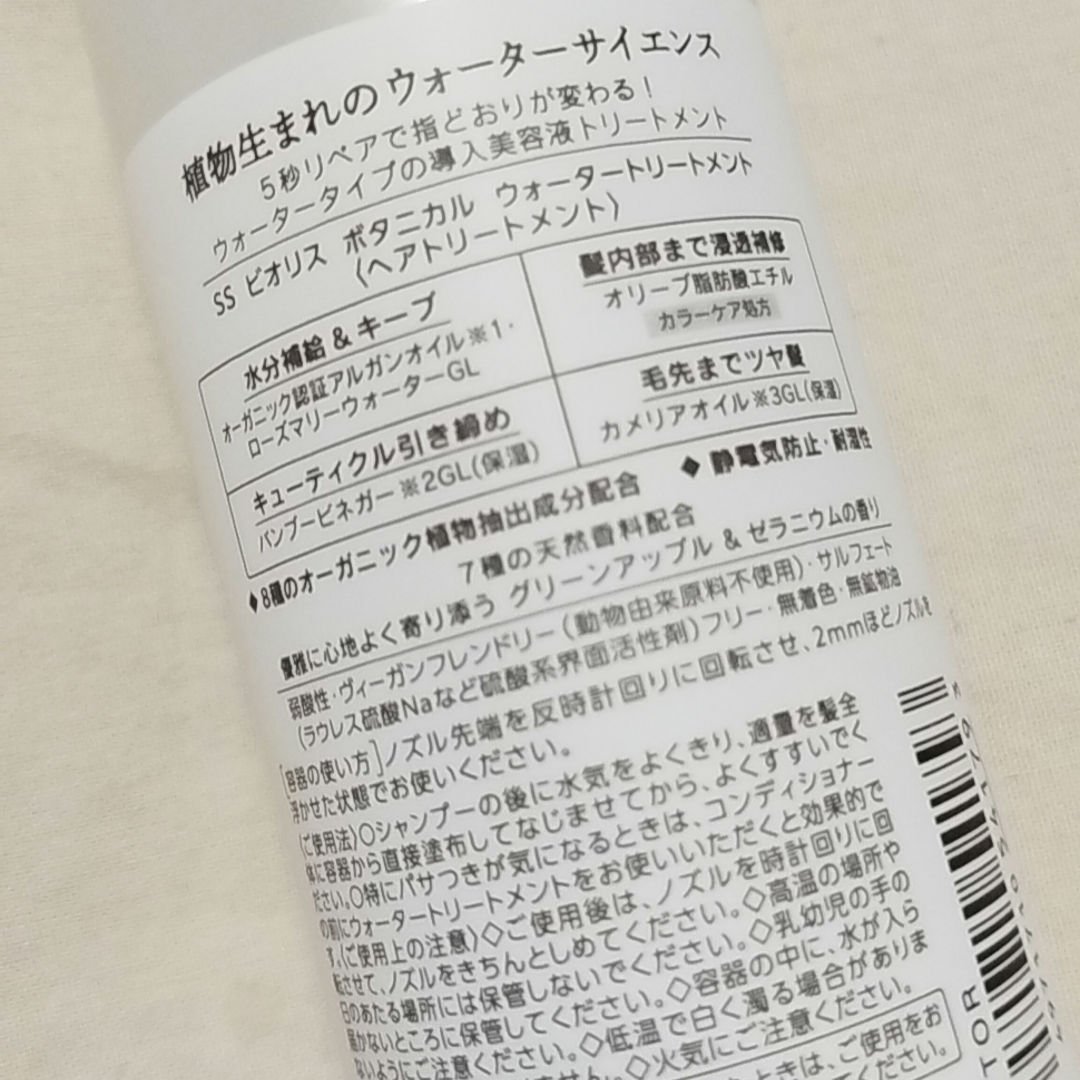 植物生まれのウォーターサイエンス
5秒リペアで指どおりが変わる!
ウォータータイプの導入美容液トリートメント
SS ビオリス ボタニカル ウォータートリートメント
〈ヘアトリートメント〉
水分補給&キープ
オーガニック認証アルガンオイル※1・
ローズマリーウォーターGL
髪内部まで浸透補修
オリーブ脂肪酸エチル
カラーケア処方
キューティクル引き締め
バンブービネガー※2GL(保湿)
毛先までツヤ髪
カメリアオイル※3GL(保湿)
◆8種のオーガニック植物抽出成分配合 ◆静電気防止・耐湿性
7種の天然香料配合
優雅に心地よく寄り添う グリーンアップル & ゼラニウムの香り
弱酸性・ヴィーガンフレンドリー(動物由来原料不使用)・サルフェート
(ラウレス硫酸Naなど硫酸系界面活性剤)フリー・無着色・無鉱物油
[容器の使い方]ノズル先端を反時計回りに回転させ、2mmほどノズルを
浮かせた状態でお使いください。
〈ご使用法〉○シャンプーの後に水気をよくきり、適量を髪全
体に容器から直接塗布してなじませてから、よくすすいでく
ださい。○特にパサつきが気になるときは、コンディショナー
の前にウォータートリートメントをお使いいただくと効果的で
す。〈ご使用上の注意〉◇ご使用後は、ノズルを時計回りに回
転させて、ノズルをきちんとしめてください。◇高温の場所や
日のあたる場所には保管しないでください。◇乳幼児の手の
届かないところに保管してください。◇容器の中に、水が入ら
ないようにご注意ください。◇低温で白く濁る場合がありま
ません。◇火気にご注意ください。
ときは、ご使用をお
ください。
TOR